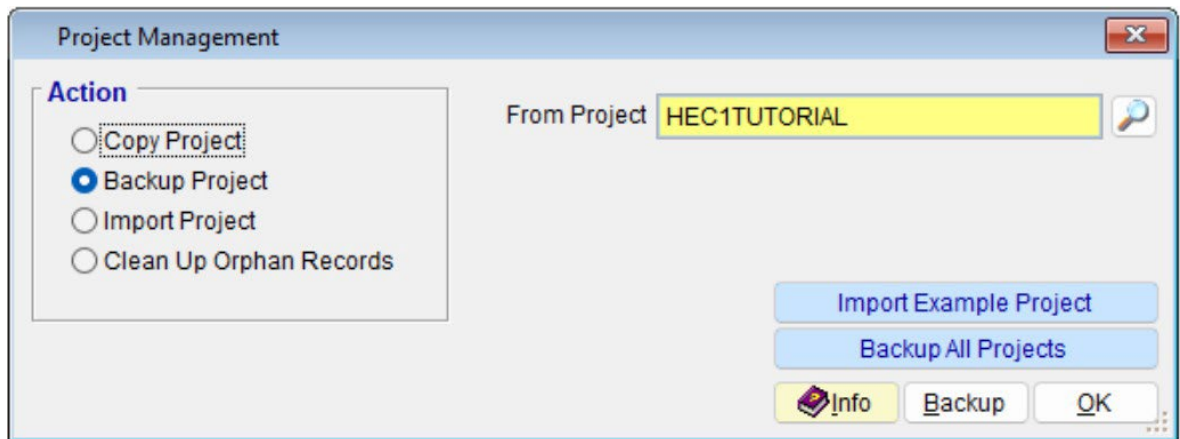 Project Management
Action
Copy Project
Backup Project
Import Project
Clean Up Orphan Records
From Project HEC1TUTORIAL
Import Example Project
Backup All Projects
Info Backup OK